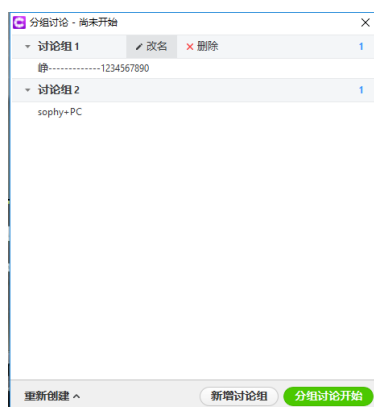 分组讨论 - 尚未开始
讨论组 1 改名 删除 1
峥-------------1234567890
讨论组 2 1
sophy+PC
重新创建 新增讨论组 分组讨论开始